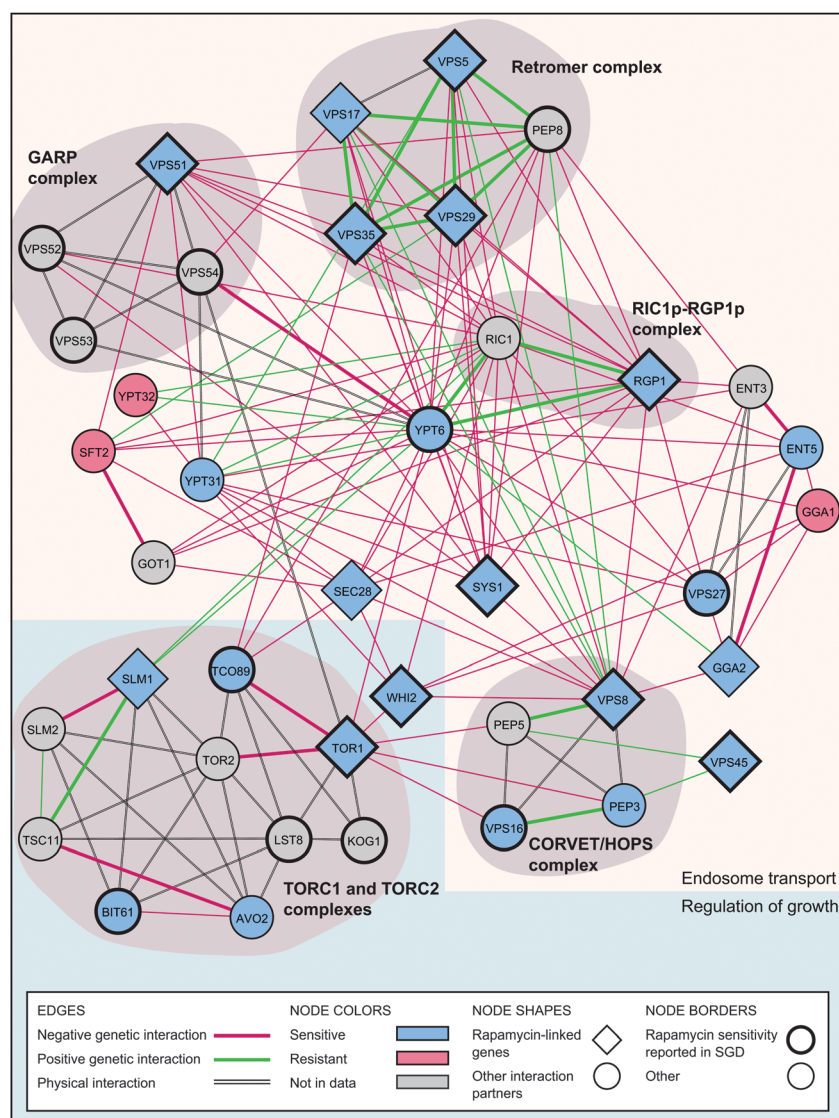 VPS5
Retromer complex
VPS17
PEP8
GARP
complex
VPS51
VPS29
VPS35
VPS52
VPS54
VPS53
RIC1p-RGP1p
complex
RIC1
RGP1
ENT3
YPT32
YPT6
SFT2
ENT5
YPT31
GGA1
GOT1
SEC28
SYS1
VPS27
GGA2
SLM1
TCO89
WHI2
VPS8
SLM2
PEP5
TOR2
TOR1
VPS45
PEP3
TSC11
LST8
KOG1
VPS16
CORVET/HOPS
complex
TORC1 and TORC2
complexes
BIT61
AVO2
Endosome transport
Regulation of growth
EDGES
Negative genetic interaction
Positive genetic interaction
Physical interaction
NODE COLORS
Sensitive
Resistant
Not in data
NODE SHAPES
Rapamycin-linked
genes
Other interaction
partners
NODE BORDERS
Rapamycin sensitivity
reported in SGD
Other